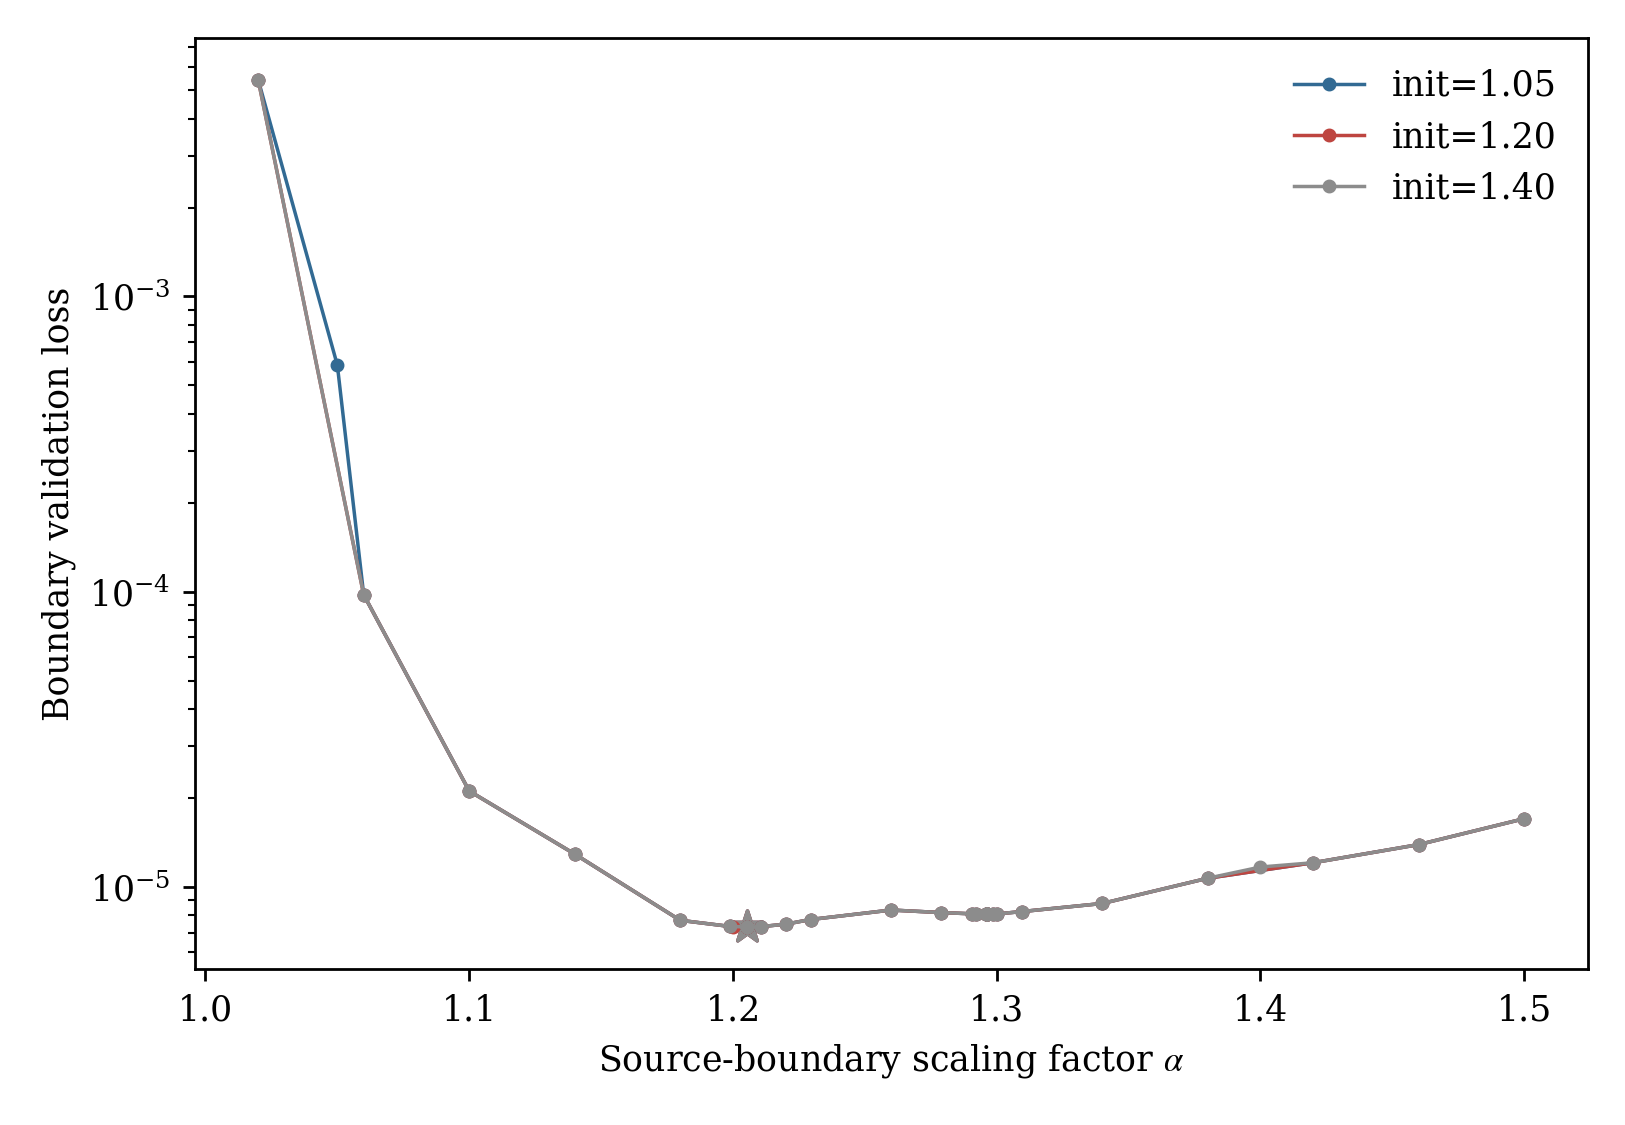 init=1.05
init=1.20
init=1.40
Boundary validation loss
10⁻³
10⁻⁴
10⁻⁵
1.0 1.1 1.2 1.3 1.4 1.5
Source-boundary scaling factor α